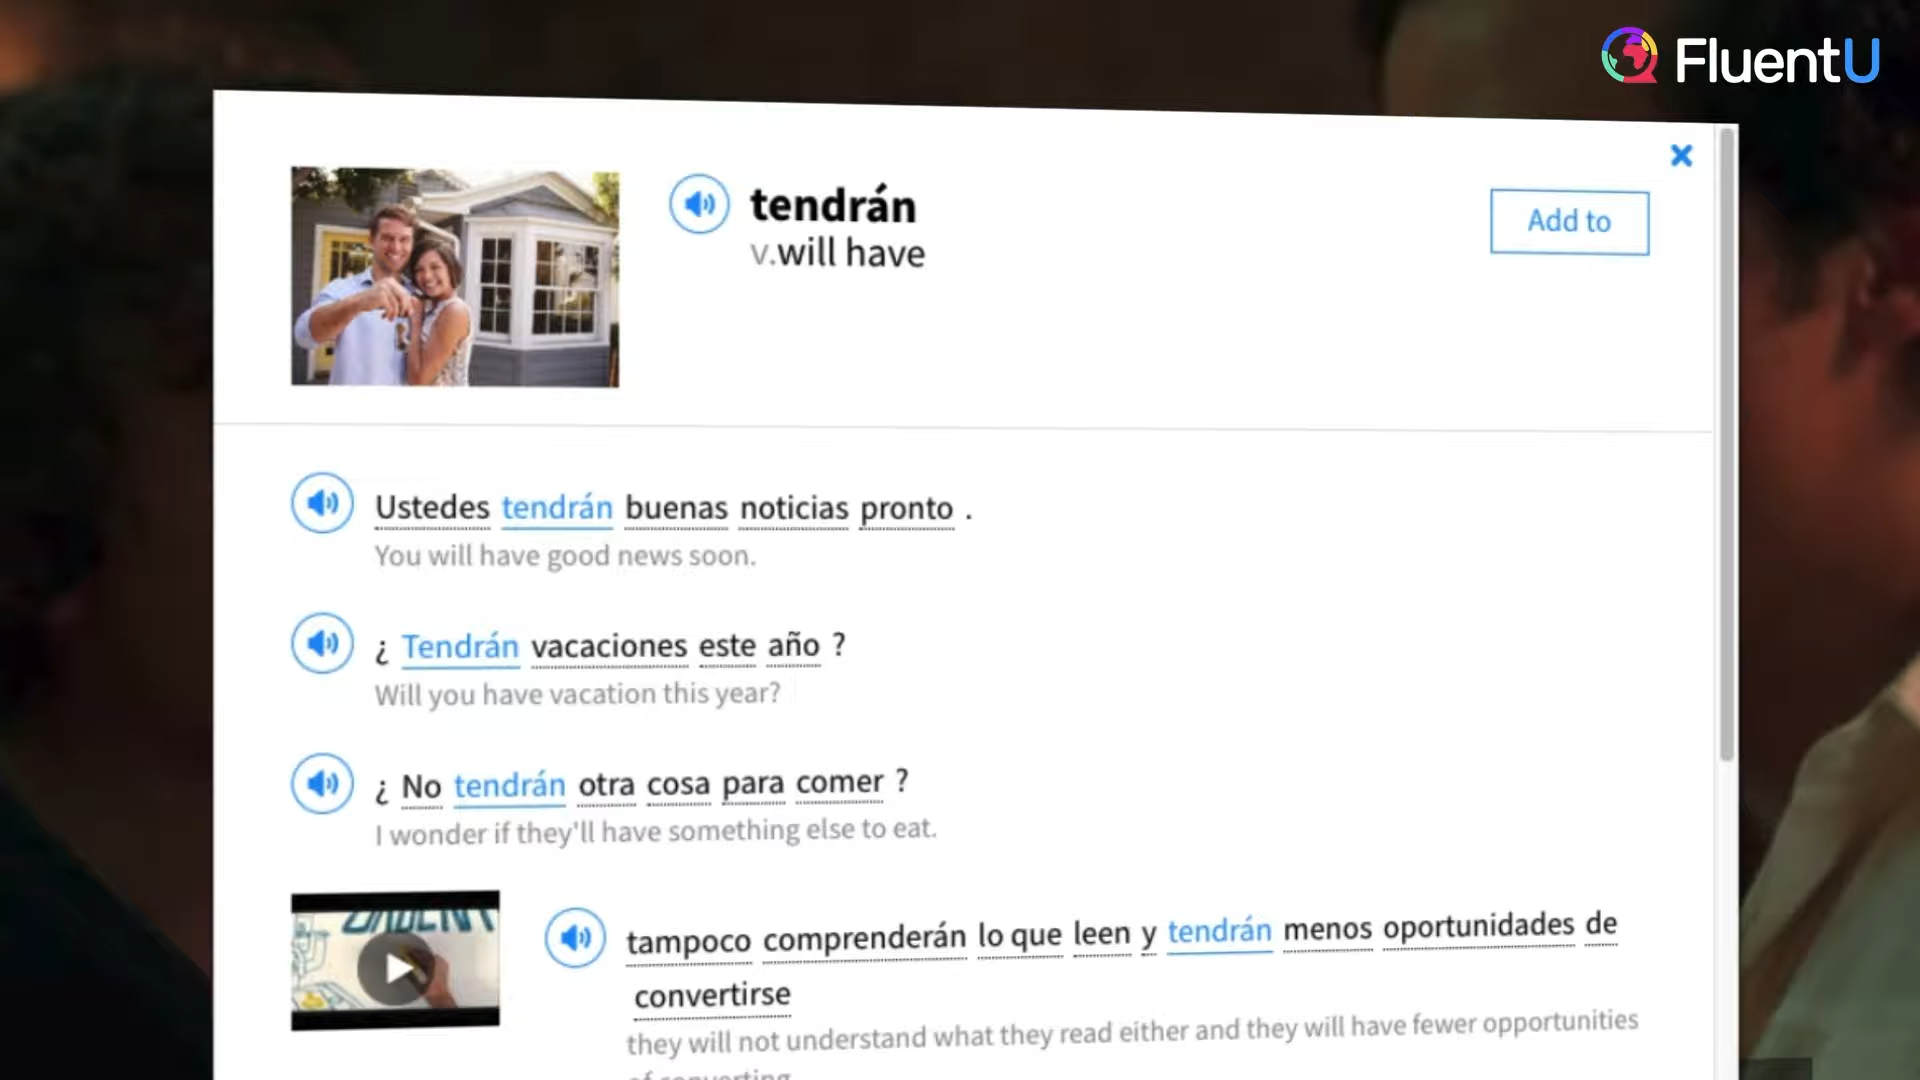 FluentU
tendrán
Add to
v.will have
Ustedes tendrán buenas noticias pronto .
You will have good news soon.
¿ Tendrán vacaciones este año ?
Will you have vacation this year?
¿ No tendrán otra cosa para comer ?
I wonder if they'll have something else to eat.
tampoco comprenderán lo que leen y tendrán menos oportunidades de
convertirse
they will not understand what they read either and they will have fewer opportunities
of converting